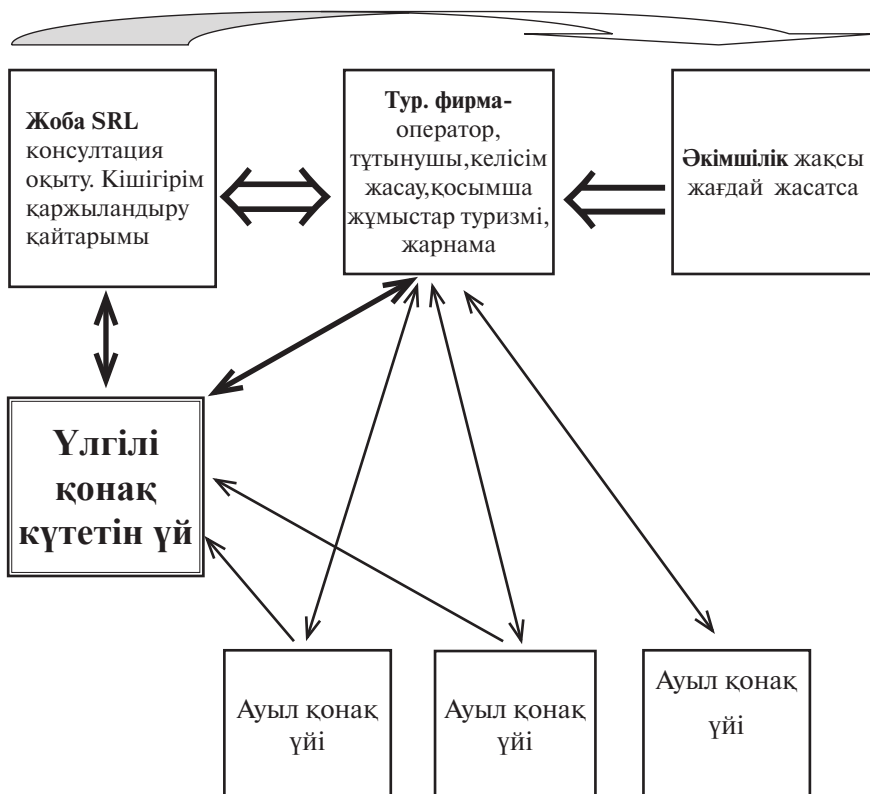 Жоба SRL
консультация
оқыту. Кішігірім
қаржыландыру
қайтарымы
Тур. фирма-
оператор,
тұтынушы,келісім
жасау,қосымша
жұмыстар туризмі,
жарнама
Әкімшілік жақсы
жағдай жасатса
Үлгілі
қонақ
күтетін үй
Ауыл қонақ
үйі
Ауыл қонақ
үйі
Ауыл қонақ
үйі